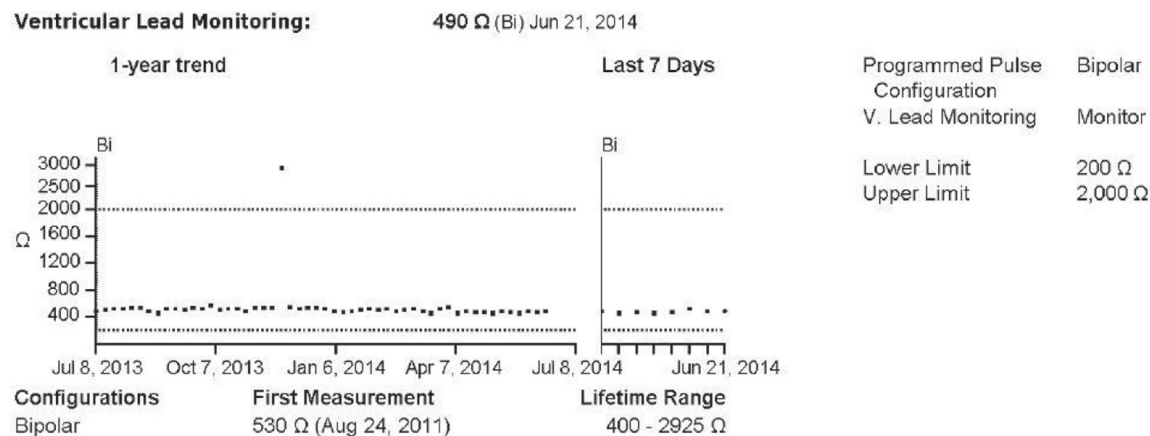 Ventricular Lead Monitoring: 490 Ω (Bi) Jun 21, 2014
1-year trend
Last 7 Days
Programmed Pulse Configuration Bipolar
V. Lead Monitoring Monitor
Lower Limit 200 Ω
Upper Limit 2,000 Ω
Bi
3000
2500
2000
1600
1200
800
400
Ω
Jul 8, 2013 Oct 7, 2013 Jan 6, 2014 Apr 7, 2014 Jul 8, 2014
Bi
Jun 21, 2014
Configurations First Measurement Lifetime Range
Bipolar 530 Ω (Aug 24, 2011) 400 - 2925 Ω